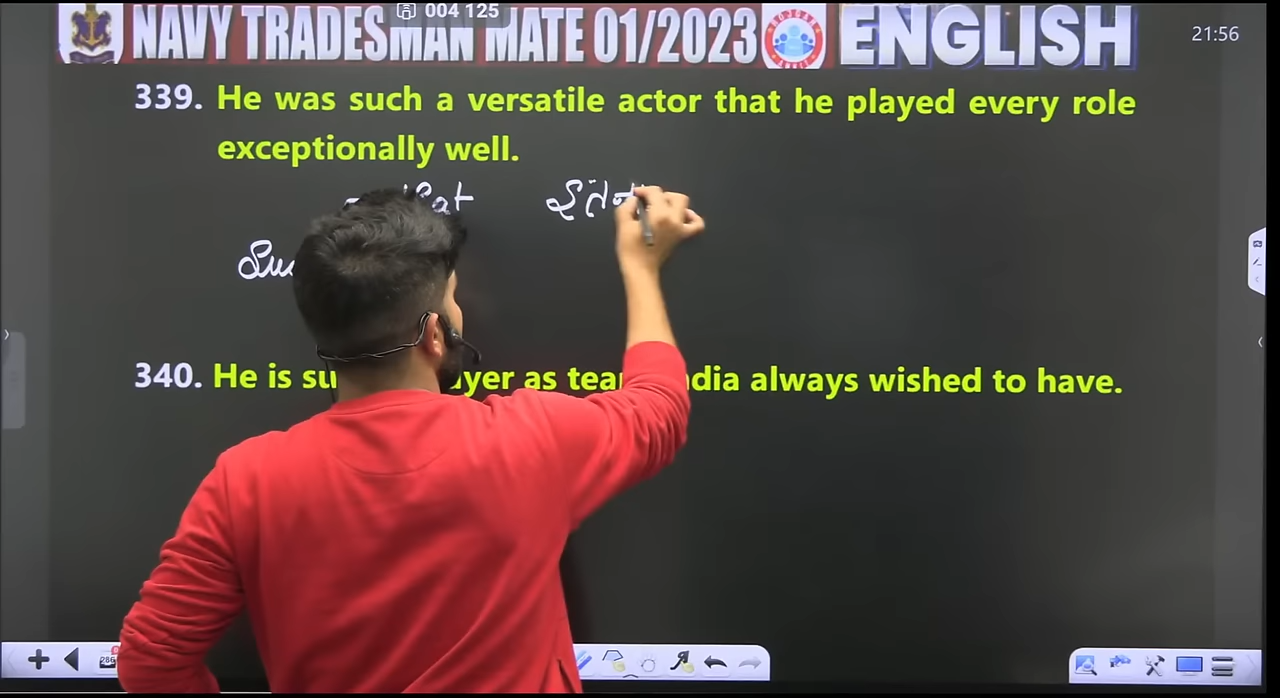 004 125
NAVY TRADESMAN MATE 01/2023 ENGLISH
21:56
339. He was such a versatile actor that he played every role
exceptionally well.
340. He is su yer as tea dia always wished to have.
286